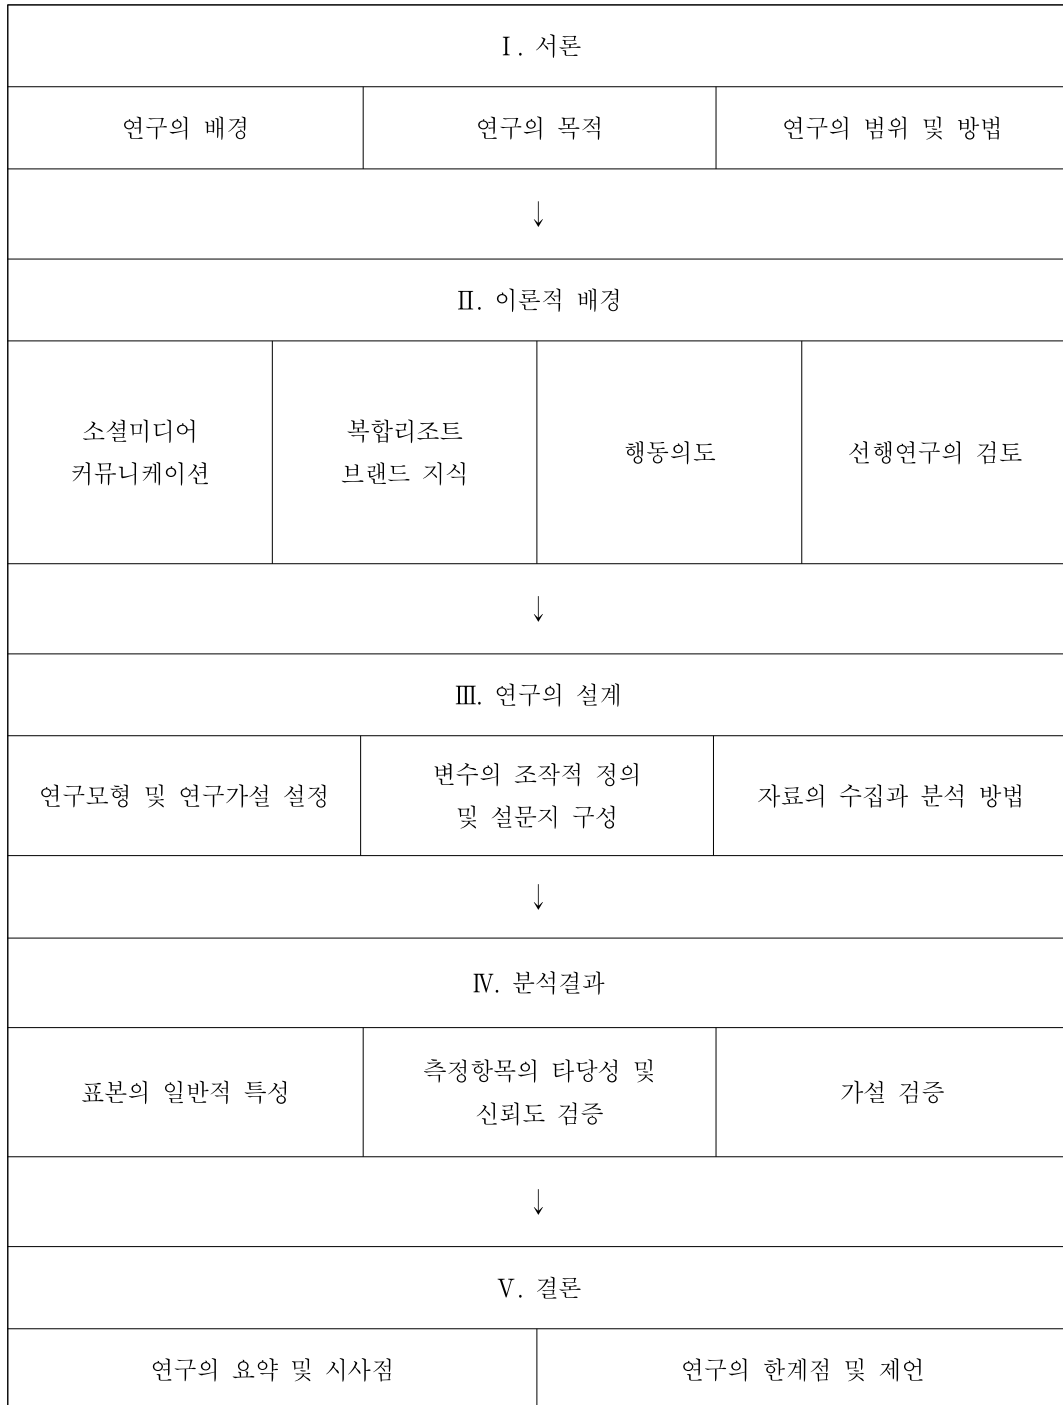 Ⅰ. 서론
연구의 배경
연구의 목적
연구의 범위 및 방법
↓
Ⅱ. 이론적 배경
소셜미디어
커뮤니케이션
복합리조트
브랜드 지식
행동의도
선행연구의 검토
↓
Ⅲ. 연구의 설계
연구모형 및 연구가설 설정
변수의 조작적 정의
및 설문지 구성
자료의 수집과 분석 방법
↓
Ⅳ. 분석결과
표본의 일반적 특성
측정항목의 타당성 및
신뢰도 검증
가설 검증
↓
Ⅴ. 결론
연구의 요약 및 시사점
연구의 한계점 및 제언